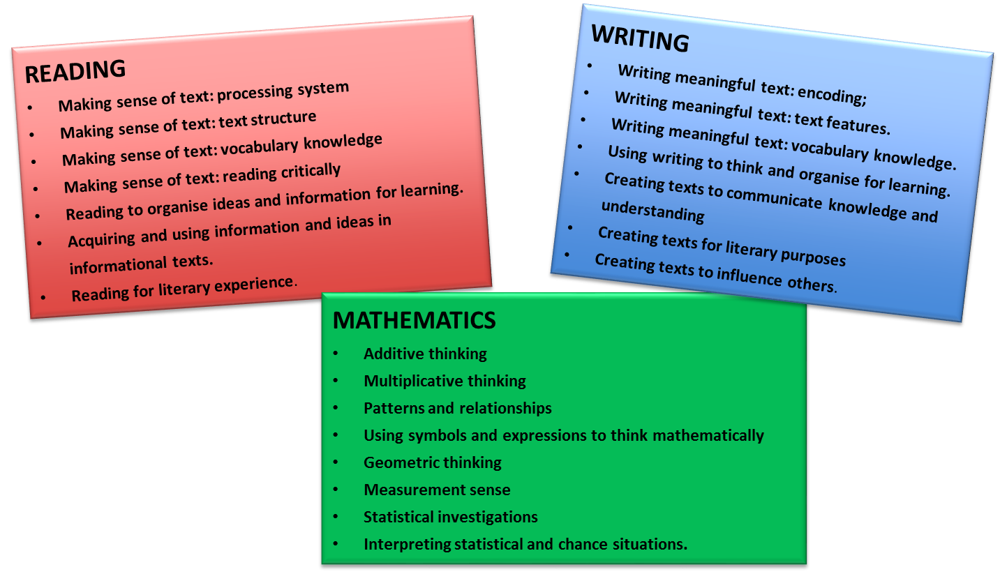 READING
• Making sense of text: processing system
• Making sense of text: text structure
• Making sense of text: vocabulary knowledge
• Making sense of text: reading critically
• Reading to organise ideas and information for learning.
• Acquiring and using information and ideas in
informational texts.
• Reading for literary experience.
WRITING
• Writing meaningful text: encoding;
• Writing meaningful text: text features.
• Writing meaningful text: vocabulary knowledge.
• Using writing to think and organise for learning.
• Creating texts to communicate knowledge and
understanding
• Creating texts for literary purposes
• Creating texts to influence others.
MATHEMATICS
• Additive thinking
• Multiplicative thinking
• Patterns and relationships
• Using symbols and expressions to think mathematically
• Geometric thinking
• Measurement sense
• Statistical investigations
• Interpreting statistical and chance situations.